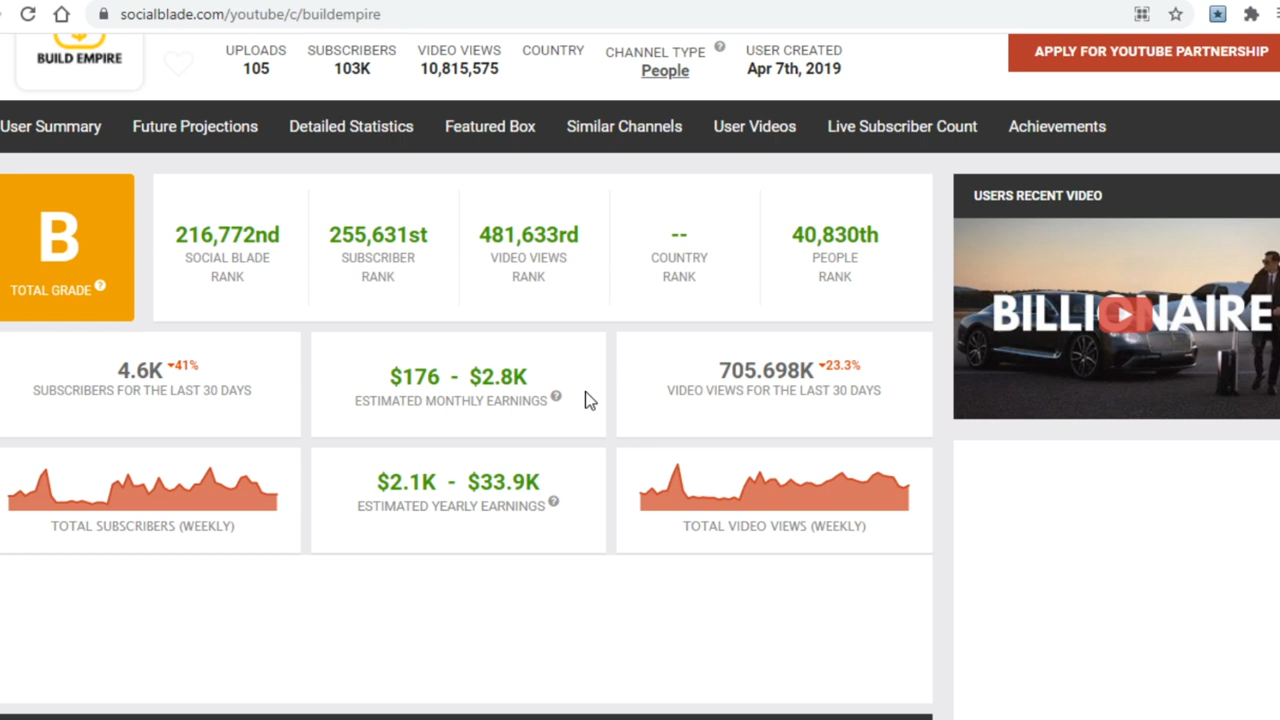 socialblade.com/youtube/c/buildempire
BUILD EMPIRE
UPLOADS
105
SUBSCRIBERS
103K
VIDEO VIEWS
10,815,575
COUNTRY
CHANNEL TYPE ?
People
USER CREATED
Apr 7th, 2019
APPLY FOR YOUTUBE PARTNERSHIP
User Summary
Future Projections
Detailed Statistics
Featured Box
Similar Channels
User Videos
Live Subscriber Count
Achievements
B
TOTAL GRADE ?
216,772nd
SOCIAL BLADE
RANK
255,631st
SUBSCRIBER
RANK
481,633rd
VIDEO VIEWS
RANK
--
COUNTRY
RANK
40,830th
PEOPLE
RANK
USERS RECENT VIDEO
BILLIONAIRE
4.6K -41%
SUBSCRIBERS FOR THE LAST 30 DAYS
$176 - $2.8K
ESTIMATED MONTHLY EARNINGS ?
705.698K -23.3%
VIDEO VIEWS FOR THE LAST 30 DAYS
TOTAL SUBSCRIBERS (WEEKLY)
$2.1K - $33.9K
ESTIMATED YEARLY EARNINGS ?
TOTAL VIDEO VIEWS (WEEKLY)